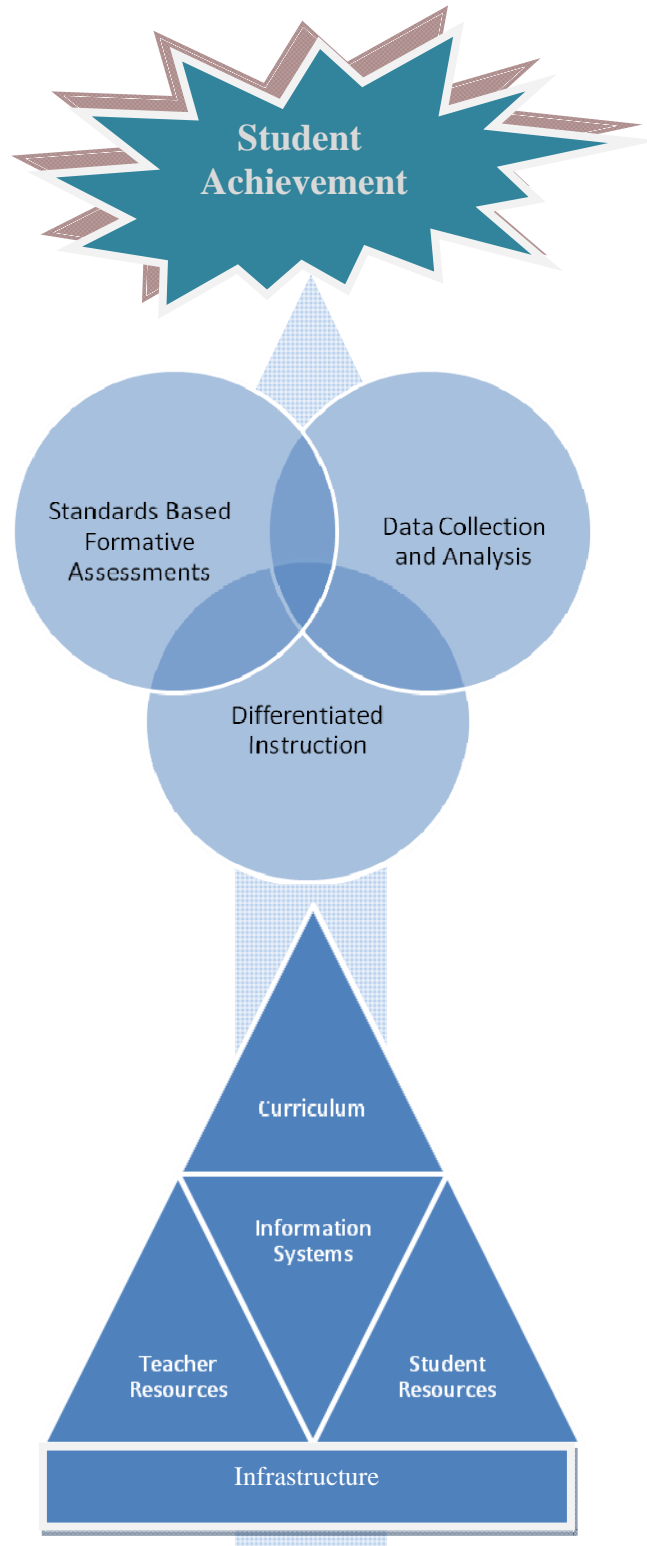 Student
Achievement
Standards Based
Formative
Assessments
Data Collection
and Analysis
Differentiated
Instruction
Curriculum
Information
Systems
Teacher
Resources
Student
Resources
Infrastructure